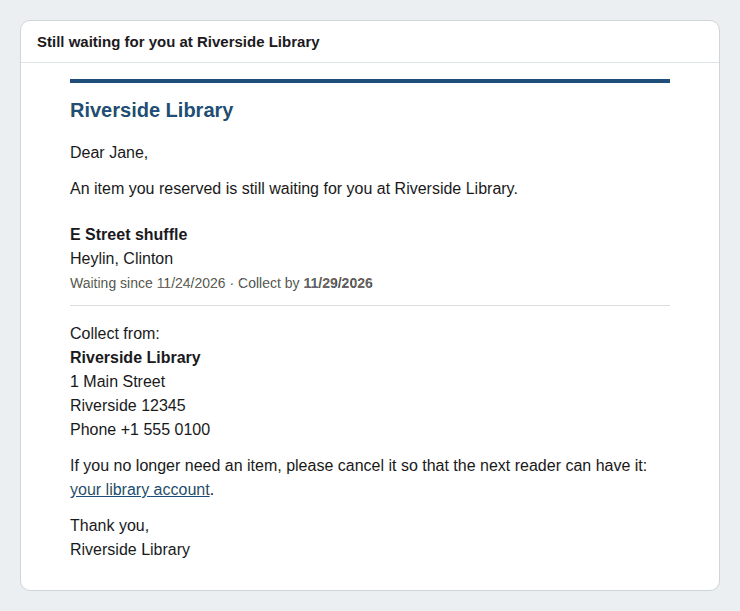 Still waiting for you at Riverside Library
Riverside Library
Dear Jane,
An item you reserved is still waiting for you at Riverside Library.
E Street shuffle
Heylin, Clinton
Waiting since 11/24/2026 · Collect by 11/29/2026
Collect from:
Riverside Library
1 Main Street
Riverside 12345
Phone +1 555 0100
If you no longer need an item, please cancel it so that the next reader can have it:
your library account.
Thank you,
Riverside Library